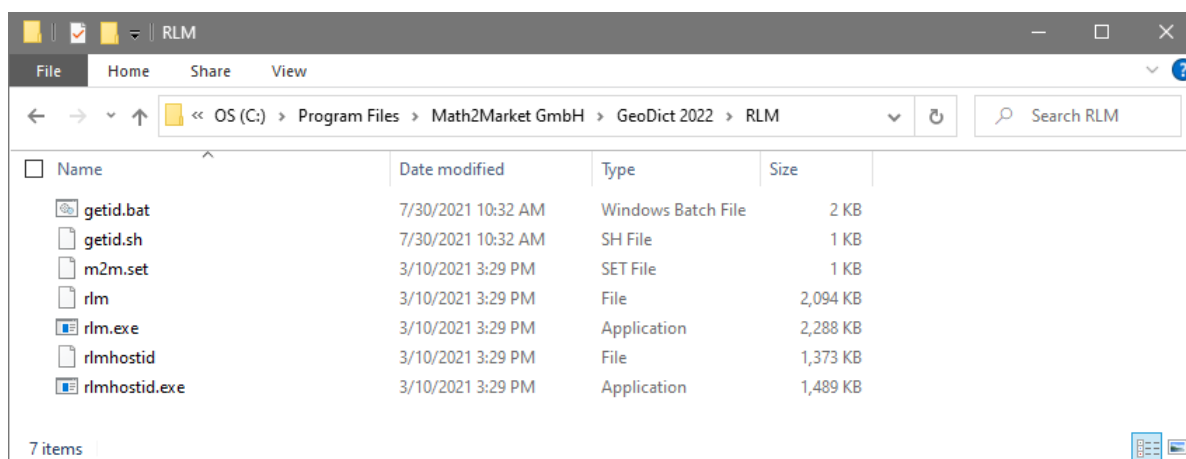 RLM
File Home Share View ?
« OS (C:) > Program Files > Math2Market GmbH > GeoDict 2022 > RLM Search RLM
Name Date modified Type Size
getid.bat 7/30/2021 10:32 AM Windows Batch File 2 KB
getid.sh 7/30/2021 10:32 AM SH File 1 KB
m2m.set 3/10/2021 3:29 PM SET File 1 KB
rlm 3/10/2021 3:29 PM File 2,094 KB
rlm.exe 3/10/2021 3:29 PM Application 2,288 KB
rlmhostid 3/10/2021 3:29 PM File 1,373 KB
rlmhostid.exe 3/10/2021 3:29 PM Application 1,489 KB
7 items